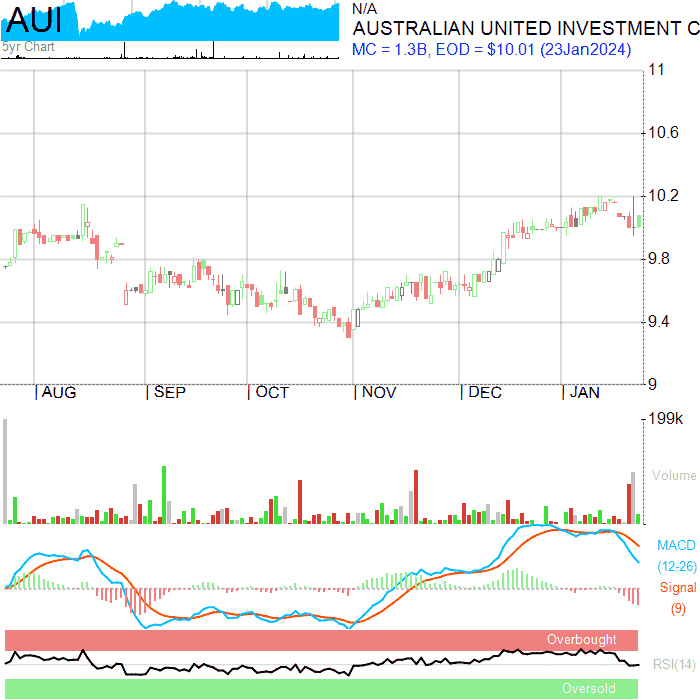 AUI
5yr Chart
N/A
AUSTRALIAN UNITED INVESTMENT C
MC = 1.3B, EOD = $10.01 (23Jan2024)
11
10.6
10.2
9.8
9.4
9
AUG SEP OCT NOV DEC JAN
199k
Volume
MACD
(12-26)
Signal
(9)
Overbought
RSI(14)
Oversold